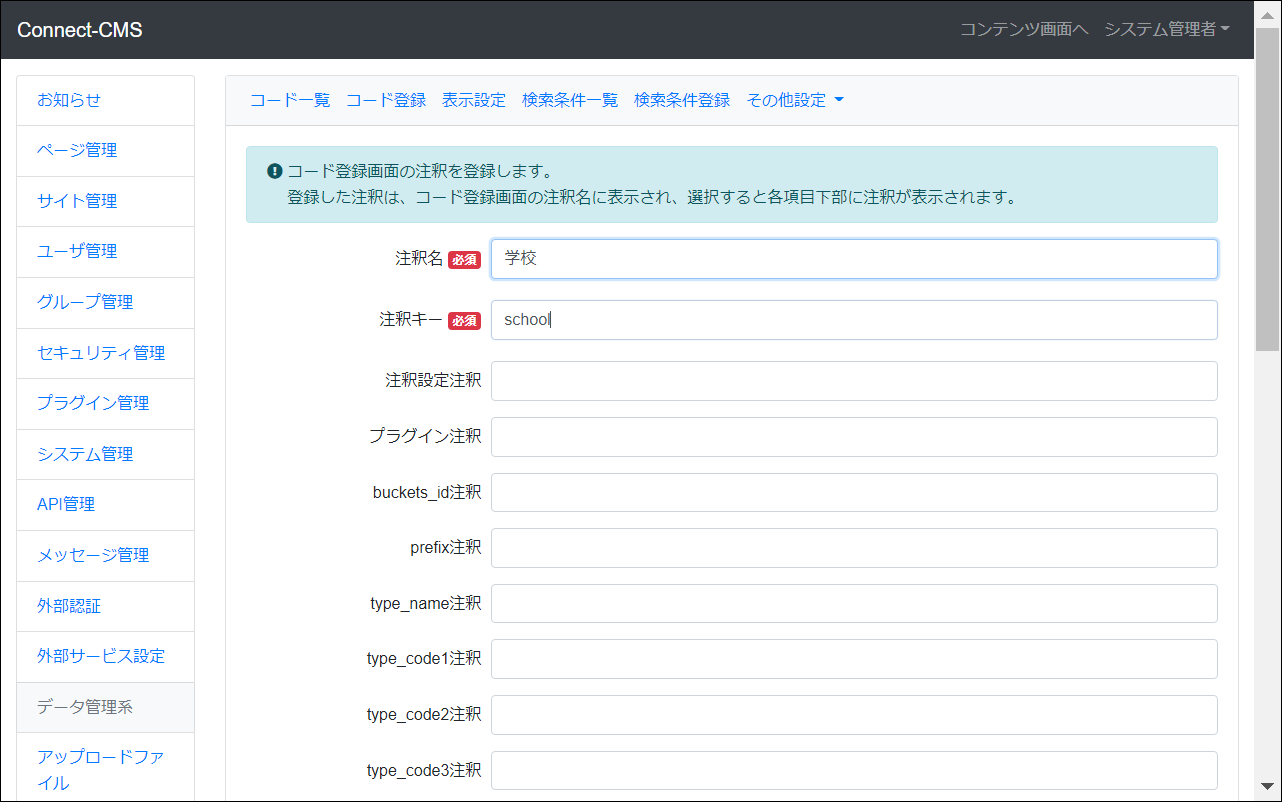 Connect-CMS
コンテンツ画面へ システム管理者
お知らせ
ページ管理
サイト管理
ユーザ管理
グループ管理
セキュリティ管理
プラグイン管理
システム管理
API管理
メッセージ管理
外部認証
外部サービス設定
データ管理系
アップロードファ
イル
コード一覧 コード登録 表示設定 検索条件一覧 検索条件登録 その他設定
コード登録画面の注釈を登録します。
登録した注釈は、コード登録画面の注釈名に表示され、選択すると各項目下部に注釈が表示されます。
注釈名 必須 学校
注釈キー 必須 school
注釈設定注釈
プラグイン注釈
buckets_id注釈
prefix注釈
type_name注釈
type_code1注釈
type_code2注釈
type_code3注釈